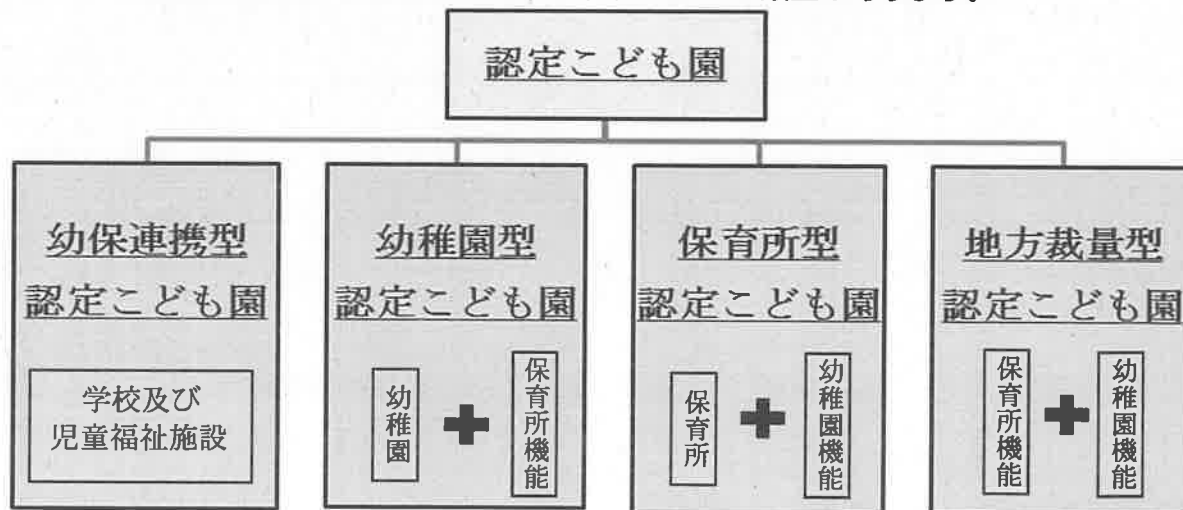 認定こども園
幼保連携型
認定こども園
学校及び
児童福祉施設
幼稚園型
認定こども園
幼稚園
保育所機能
保育所型
認定こども園
保育所
幼稚園機能
地方裁量型
認定こども園
保育所機能
幼稚園機能